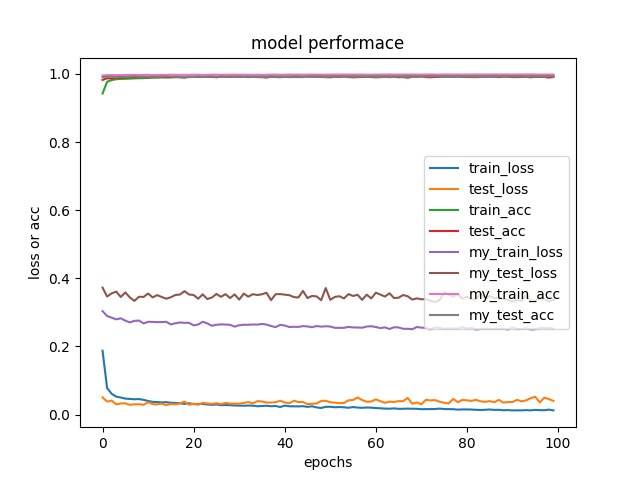 model performace
loss or acc
1.0
0.8
0.6
0.4
0.2
0.0
train_loss
test_loss
train_acc
test_acc
my_train_loss
my_test_loss
my_train_acc
my_test_acc
0 20 40 60 80 100
epochs